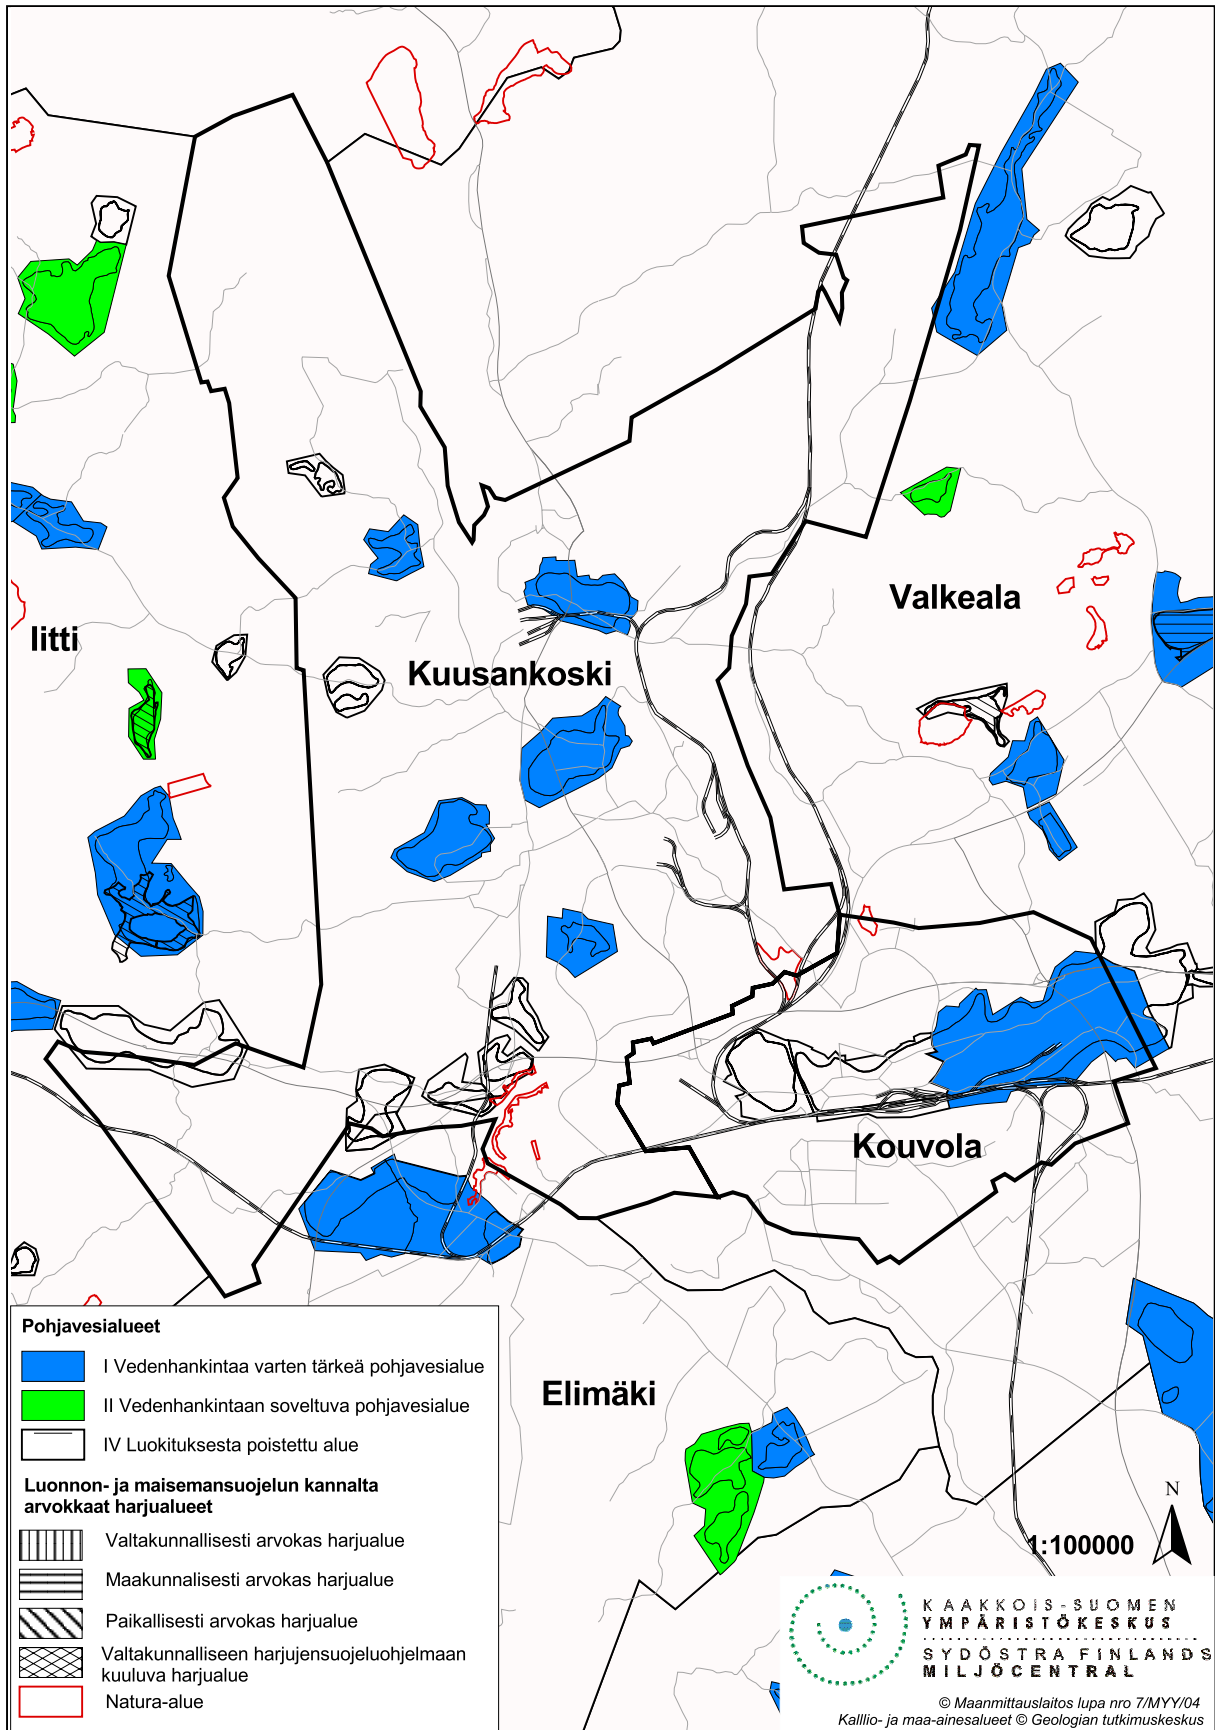 Valkeala
Iitti
Kuusankoski
Kouvola
Elimäki
Pohjavesialueet
I Vedenhankintaa varten tärkeä pohjavesialue
II Vedenhankintaan soveltuva pohjavesialue
IV Luokituksesta poistettu alue
Luonnon- ja maisemansuojelun kannalta
arvokkaat harjualueet
Valtakunnallisesti arvokas harjualue
Maakunnalisesti arvokas harjualue
Paikallisesti arvokas harjualue
Valtakunnalliseen harjujensuojeluohjelmaan
kuuluva harjualue
Natura-alue
N
1:100000
KAAKKOIS-SUOMEN
YMPÄRISTÖKESKUS
SYDÖSTRA FINLANDS
MILJÖCENTRAL
© Maanmittauslaitos lupa nro 7/MYY/04
Kalllio- ja maa-ainesalueet © Geologian tutkimuskeskus